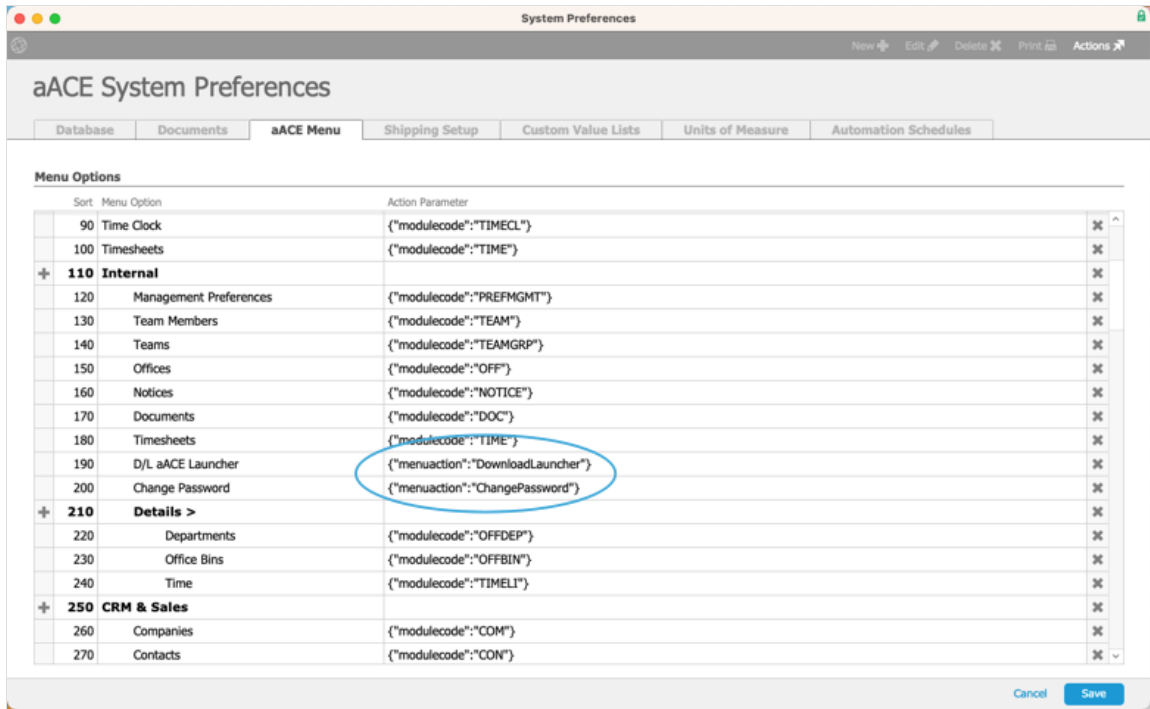 System Preferences
New Edit Delete Print Actions
aACE System Preferences
Database Documents aACE Menu Shipping Setup Custom Value Lists Units of Measure Automation Schedules
Menu Options
Sort Menu Option Action Parameter
90 Time Clock {"modulecode":"TIMECL"}
100 Timesheets {"modulecode":"TIME"}
110 Internal
120 Management Preferences {"modulecode":"PREFMGMT"}
130 Team Members {"modulecode":"TEAM"}
140 Teams {"modulecode":"TEAMGRP"}
150 Offices {"modulecode":"OFF"}
160 Notices {"modulecode":"NOTICE"}
170 Documents {"modulecode":"DOC"}
180 Timesheets {"modulecode":"TIME"}
190 D/L aACE Launcher {"menuaction":"DownloadLauncher"}
200 Change Password {"menuaction":"ChangePassword"}
210 Details >
220 Departments {"modulecode":"OFFDEP"}
230 Office Bins {"modulecode":"OFFBIN"}
240 Time {"modulecode":"TIMELI"}
250 CRM & Sales
260 Companies {"modulecode":"COM"}
270 Contacts {"modulecode":"CON"}
Cancel Save